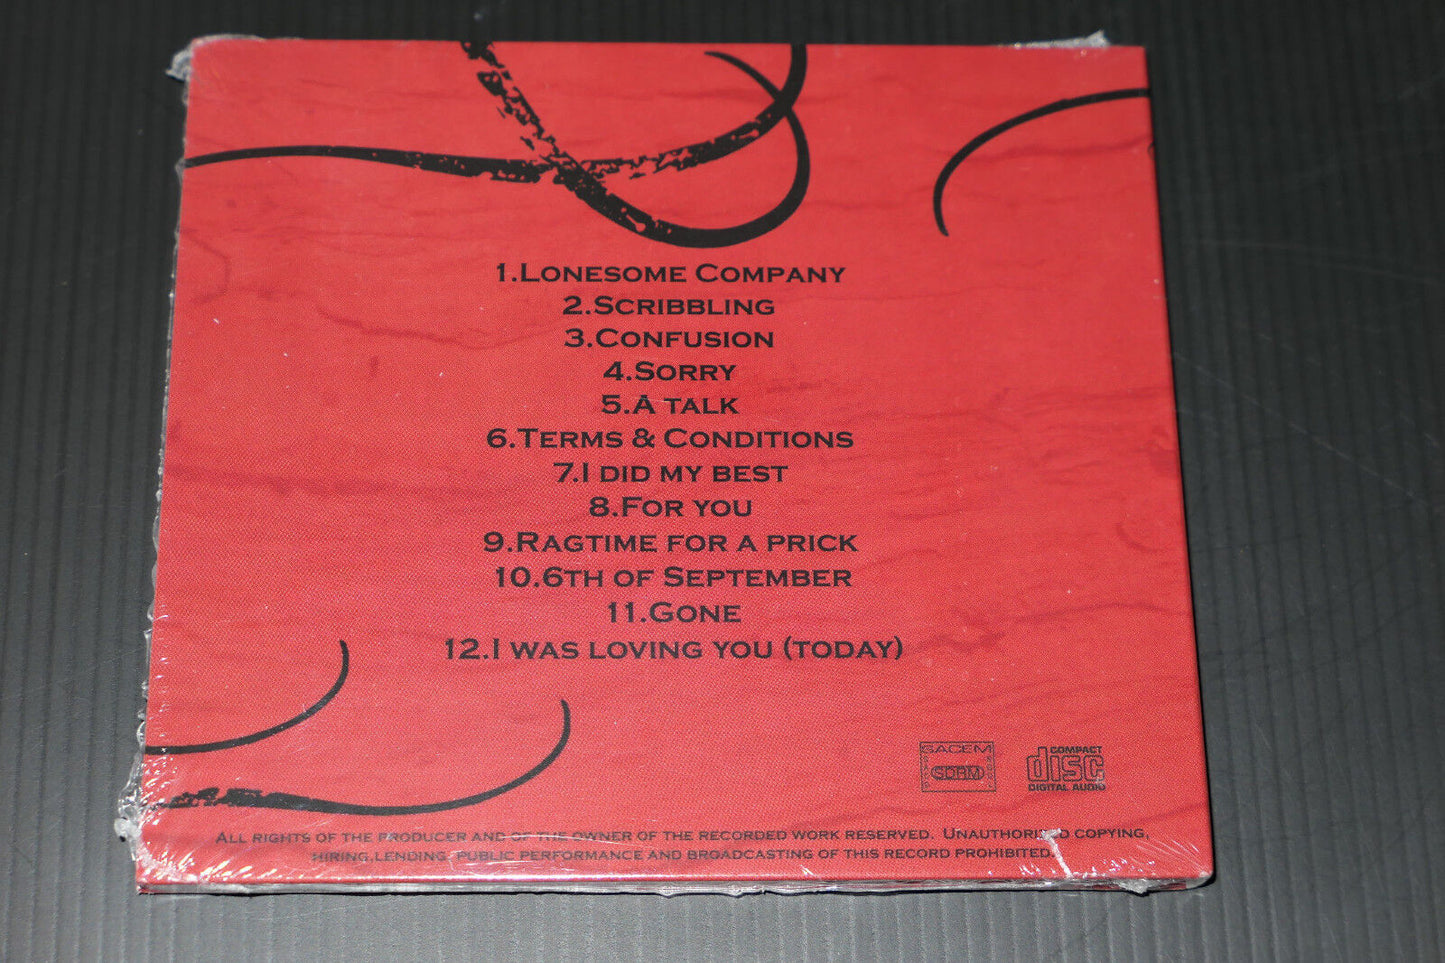 1.Lonesome Company
2.Scribbling
3.Confusion
4.Sorry
5.A talk
6.Terms & Conditions
7.I did my best
8.For you
9.Ragtime for a prick
10.6th of September
11.Gone
12.I was loving you (today)
SACEM
SDRM
COMPACT
disc
DIGITAL AUDIO
All rights of the producer and of the owner of the recorded work reserved. Unauthorized copying,
hiring,lending, public performance and broadcasting of this record prohibited.